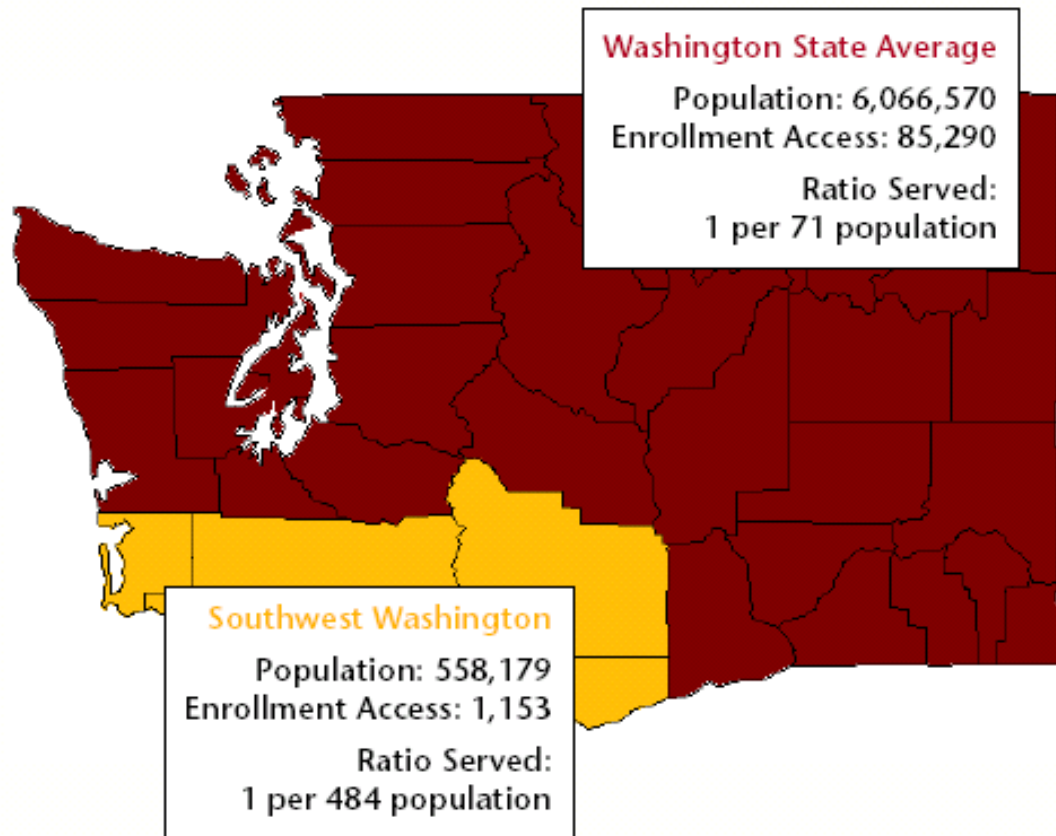 Washington State Average
Population: 6,066,570
Enrollment Access: 85,290
Ratio Served:
1 per 71 population
Southwest Washington
Population: 558,179
Enrollment Access: 1,153
Ratio Served:
1 per 484 population